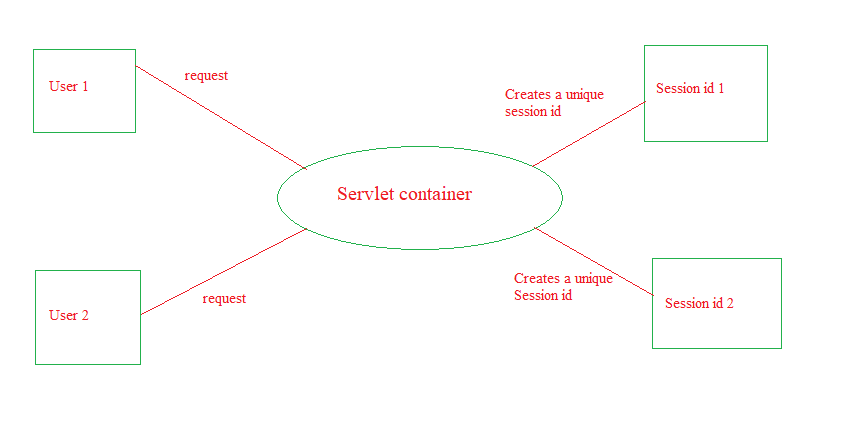 User 1
request
Creates a unique
session id
Session id 1
Servlet container
User 2
request
Creates a unique
Session id
Session id 2